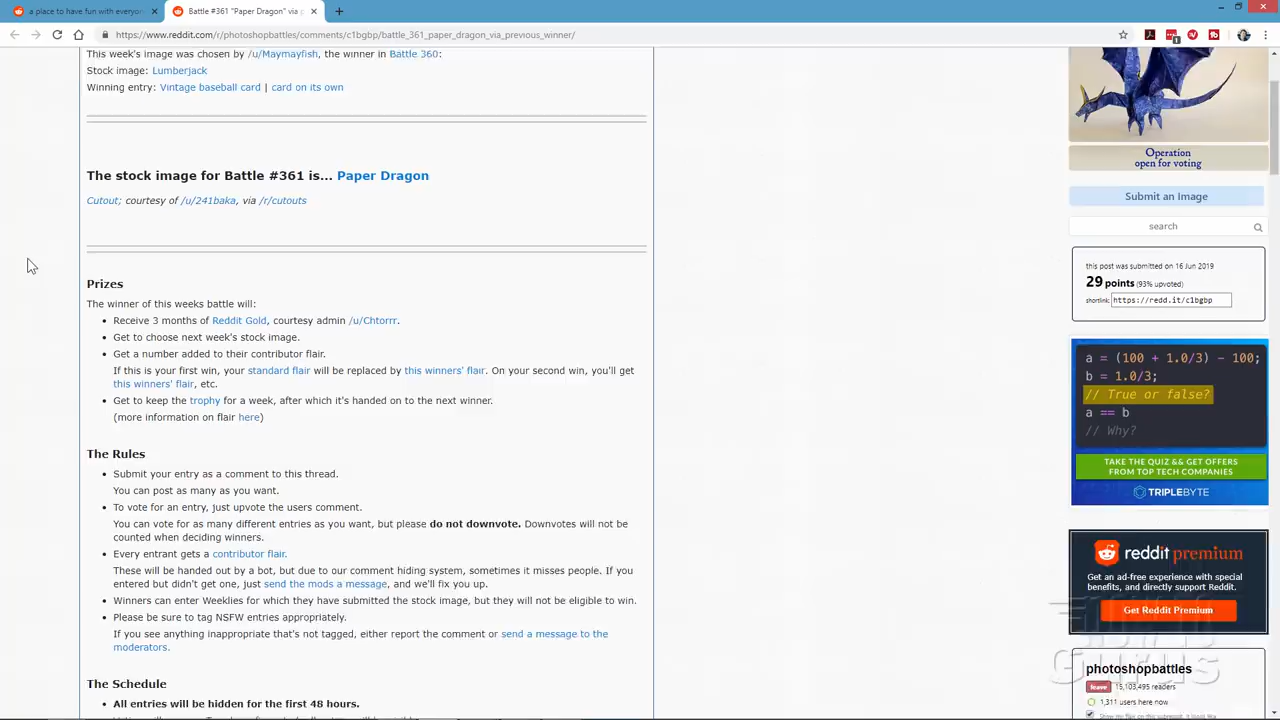 a place to have fun with everyon
Battle #361 "Paper Dragon" via p
https://www.reddit.com/r/photoshopbattles/comments/c1bgbp/battle_361_paper_dragon_via_previous_winner/
This week's image was chosen by /u/Maymayfish, the winner in Battle 360:
Stock image: Lumberjack
Winning entry: Vintage baseball card | card on its own
The stock image for Battle #361 is... Paper Dragon
Cutout; courtesy of /u/241baka, via /r/cutouts
Prizes
The winner of this weeks battle will:
Receive 3 months of Reddit Gold, courtesy admin /u/Chtorrr.
Get to choose next week's stock image.
Get a number added to their contributor flair.
If this is your first win, your standard flair will be replaced by this winners' flair. On your second win, you'll get
this winners' flair, etc.
Get to keep the trophy for a week, after which it's handed on to the next winner.
(more information on flair here)
The Rules
Submit your entry as a comment to this thread.
You can post as many as you want.
To vote for an entry, just upvote the users comment.
You can vote for as many different entries as you want, but please do not downvote. Downvotes will not be
counted when deciding winners.
Every entrant gets a contributor flair.
These will be handed out by a bot, but due to our comment hiding system, sometimes it misses people. If you
entered but didn't get one, just send the mods a message, and we'll fix you up.
Winners can enter Weeklies for which they have submitted the stock image, but they will not be eligible to win.
Please be sure to tag NSFW entries appropriately.
If you see anything inappropriate that's not tagged, either report the comment or send a message to the
moderators.
The Schedule
All entries will be hidden for the first 48 hours.
Operation
open for voting
Submit an Image
search
this post was submitted on 16 Jun 2019
29 points (93% upvoted)
shortlink: https://redd.it/c1bgbp
a = (100 + 1.0/3) - 100;
b = 1.0/3;
// True or false?
a == b
// Why?
TAKE THE QUIZ && GET OFFERS
FROM TOP TECH COMPANIES
TRIPLEBYTE
reddit premium
Get an ad-free experience with special
benefits, and directly support Reddit.
Get Reddit Premium
photoshopbattles
leave 15,103,495 readers
1,311 users here now
Show my flair on this subreddit. It looks like: